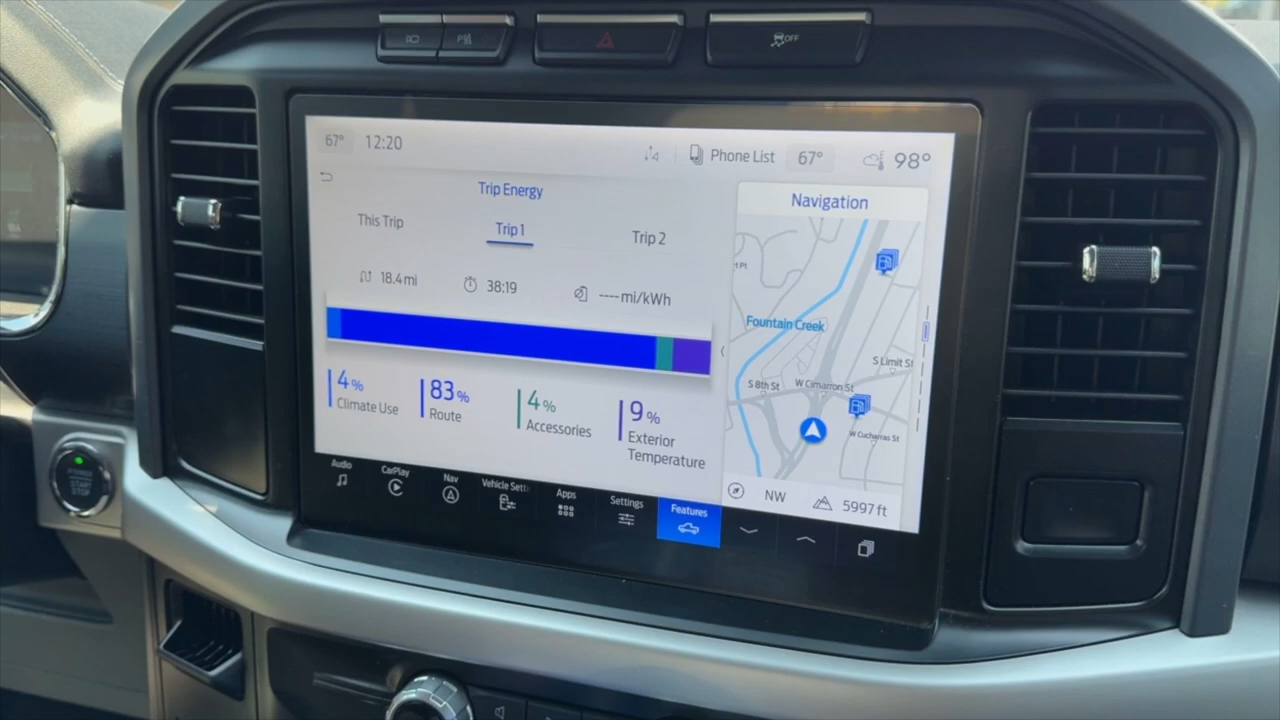 OFF
67°
12:20
Phone List
67°
98°
Trip Energy
This Trip
Trip 1
Trip 2
18.4 mi
38:19
----mi/kWh
4%
Climate Use
83%
Route
4%
Accessories
9%
Exterior
Temperature
Navigation
t Pt
Fountain Creek
S Limit St
S 8th St
W Cimarron St
W Cucharras St
NW
5997 ft
Audio
CarPlay
Nav
Vehicle Sett
Apps
Settings
Features
START
STOP